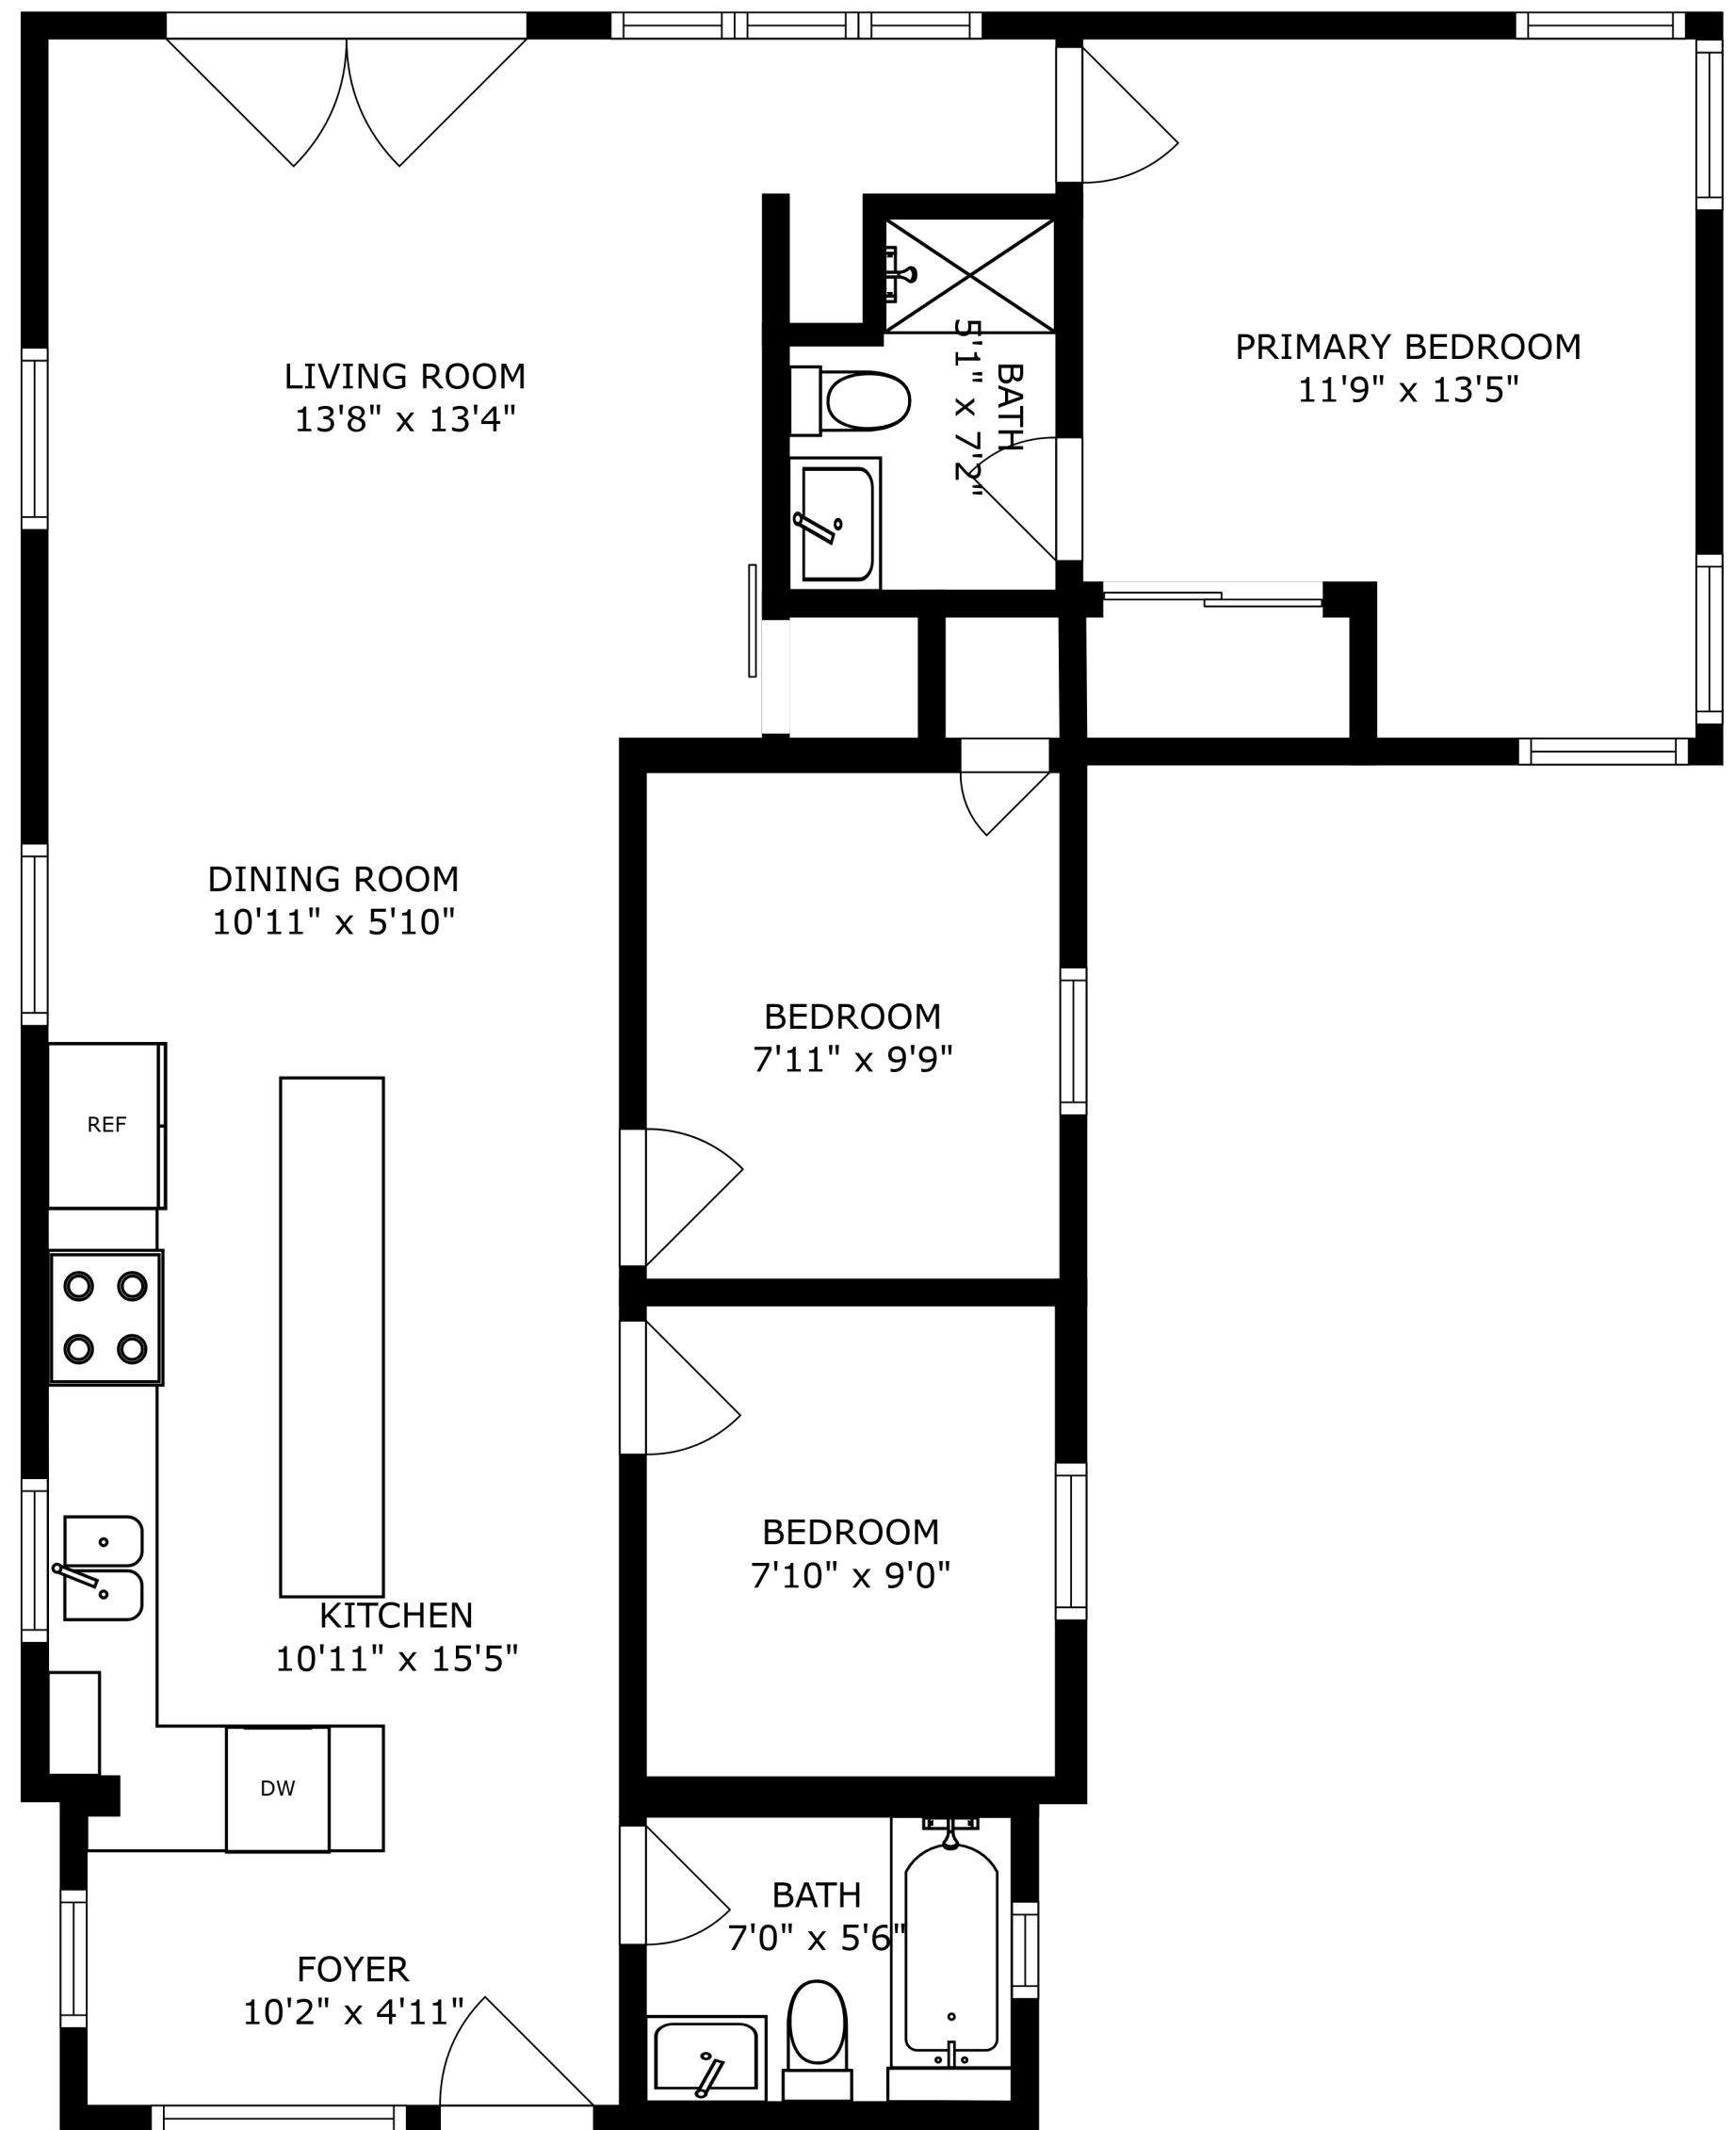 LIVING ROOM
13'8" x 13'4"
PRIMARY BEDROOM
11'9" x 13'5"
BATH
5'1" x 7'2"
DINING ROOM
10'11" x 5'10"
BEDROOM
7'11" x 9'9"
REF
BEDROOM
7'10" x 9'0"
KITCHEN
10'11" x 15'5"
DW
BATH
7'0" x 5'6"
FOYER
10'2" x 4'11"